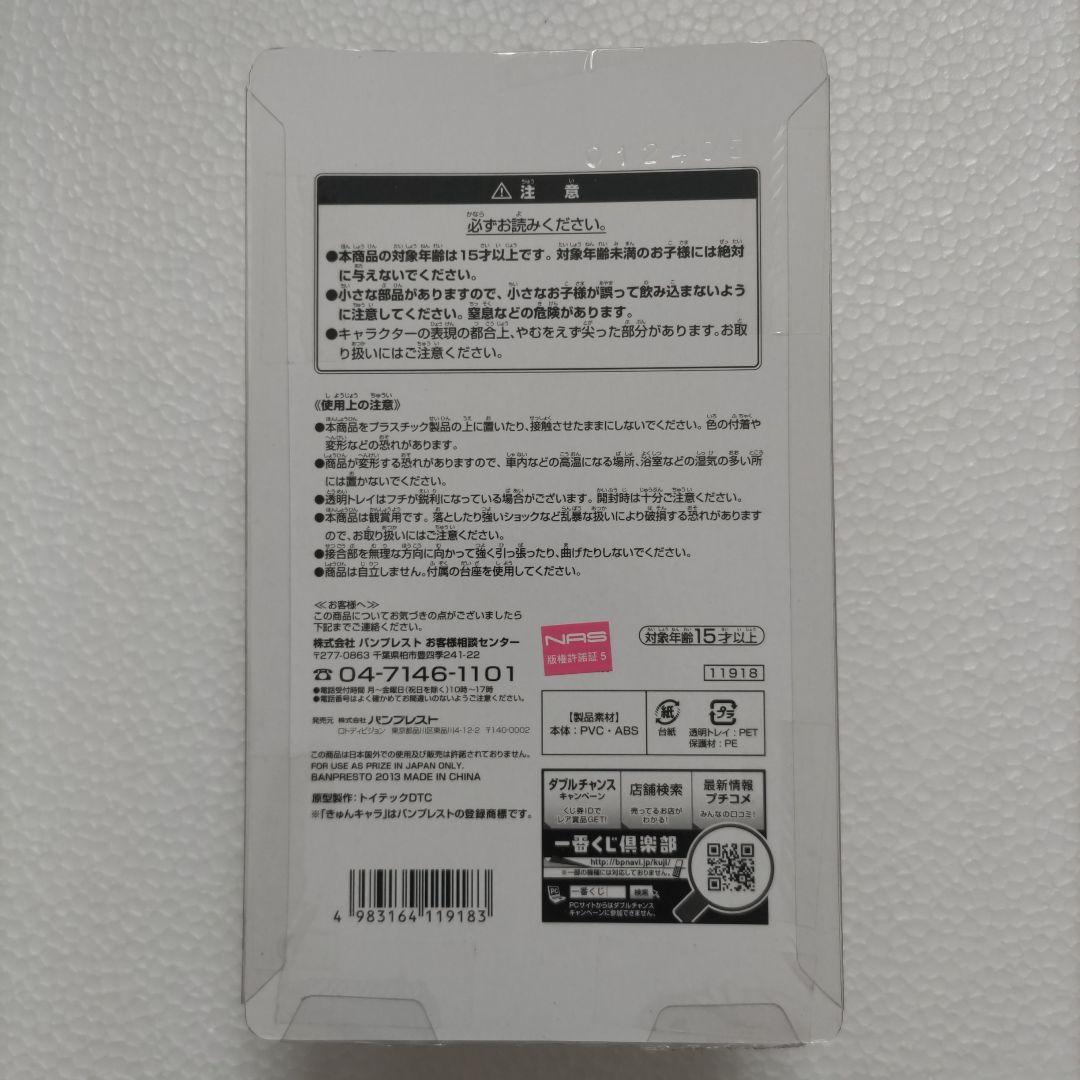 ⚠注 意
必ずお読みください。
●本商品の対象年齢は15才以上です。対象年齢未満のお子様には絶対
に与えないでください。
●小さな部品がありますので、小さなお子様が誤って飲み込まないよう
に注意してください。窒息などの危険があります。
●キャラクターの表現の都合上、やむをえず尖った部分があります。お取
り扱いにはご注意ください。
《使用上の注意》
●本商品をプラスチック製品の上に置いたり、接触させたままにしないでください。色の付着や
変形などの恐れがあります。
●商品が変形する恐れがありますので、車内などの高温になる場所、浴室などの湿気の多い所
には置かないでください。
●透明トレイはフチが鋭利になっている場合がございます。開封時は十分ご注意ください。
●本商品は観賞用です。落としたり強いショックなど乱暴な扱いにより破損する恐れがあります
ので、お取り扱いにはご注意ください。
●接合部を無理な方向に向かって強く引っ張ったり、曲げたりしないでください。
●商品は自立しません。付属の台座を使用してください。
≪お客様へ≫
この商品についてお気づきの点がございましたら
下記までご連絡ください。
株式会社 バンプレスト お客様相談センター
〒277-0863 千葉県柏市豊四季241-22
☎04-7146-1101
●電話受付時間 月〜金曜日(祝日を除く)10時〜17時
●電話番号はよく確かめてお間違いのないようご注意ください。
発売元 株式会社 バンプレスト
ロトディビジョン 東京都品川区東品川4-12-2 〒140-0002
この商品は日本国外での使用及び販売は許諾されておりません。
FOR USE AS PRIZE IN JAPAN ONLY.
BANPRESTO 2013 MADE IN CHINA
原型製作：トイテックDTC
※「きゅんキャラ」はバンプレストの登録商標です。
4 983164 119183
NAS
版権許諾証 5
対象年齢15才以上
11918
【製品素材】
本体：PVC・ABS
紙
台紙
プラ
透明トレイ：PET
保護材：PE
ダブルチャンス
キャンペーン
くじ券IDで
レア賞品GET!
店舗検索
売ってるお店が
わかる!
最新情報
プチコメ
みんなの口コミ!
一番くじ倶楽部
http://bpnavi.jp/kuji/
※一部の機種には対応しておりません。
PC
一番くじ
検索
PCサイトからはダブルチャンス
キャンペーンに参加できません。